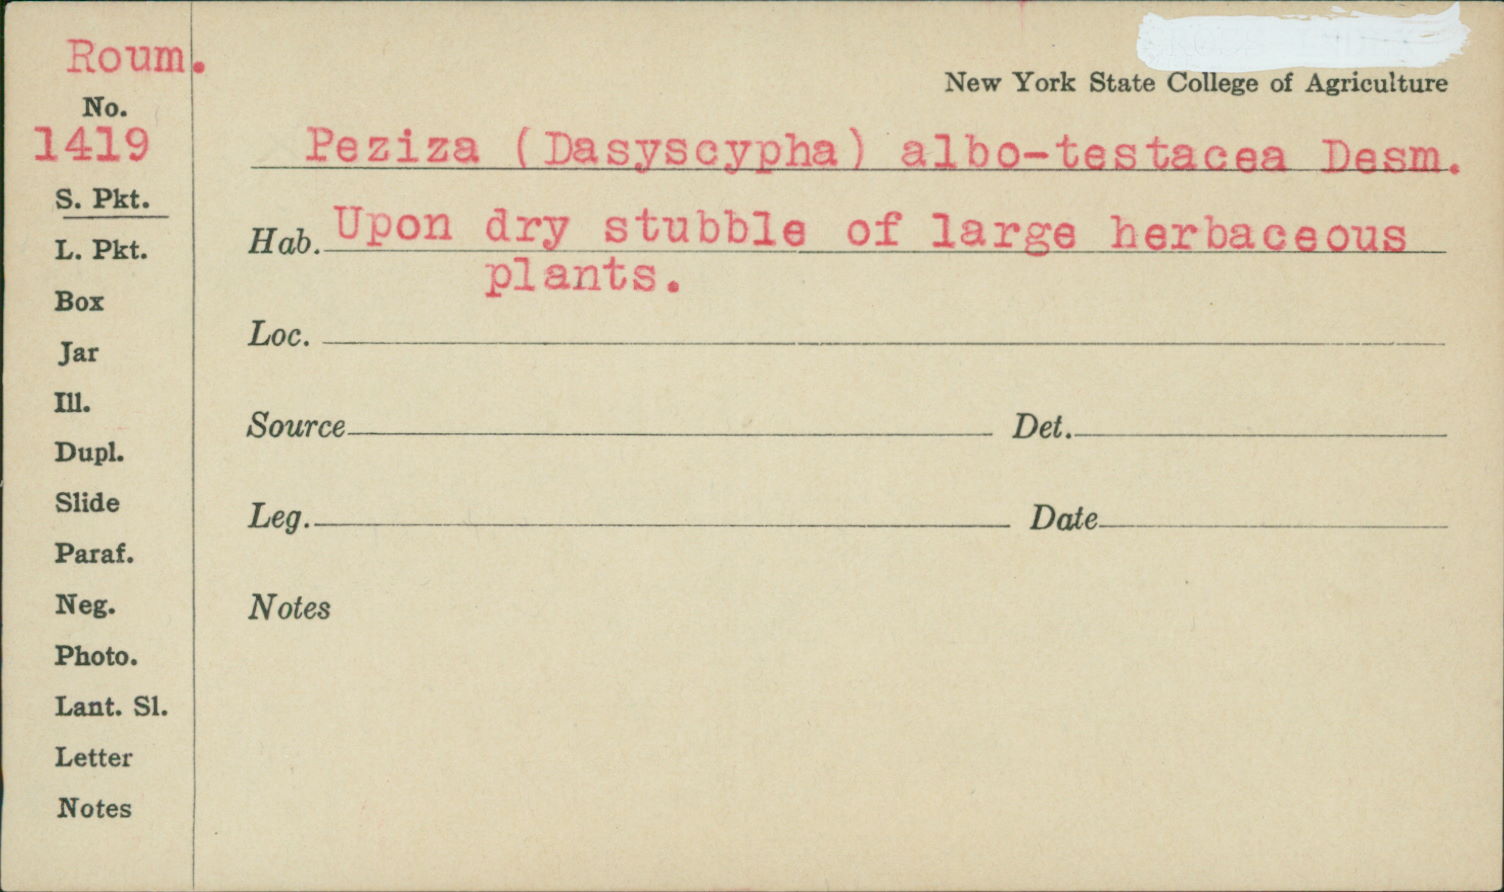 Roum.
No.
1419
S. Pkt.
L. Pkt.
Box
Jar
Ill.
Dupl.
Slide
Paraf.
Neg.
Photo.
Lant. Sl.
Letter
Notes
New York State College of Agriculture
Peziza (Dasyscypha) albo-testacea Desm.
Hab. Upon dry stubble of large herbaceous
plants.
Loc.
Source Det.
Leg. Date
Notes